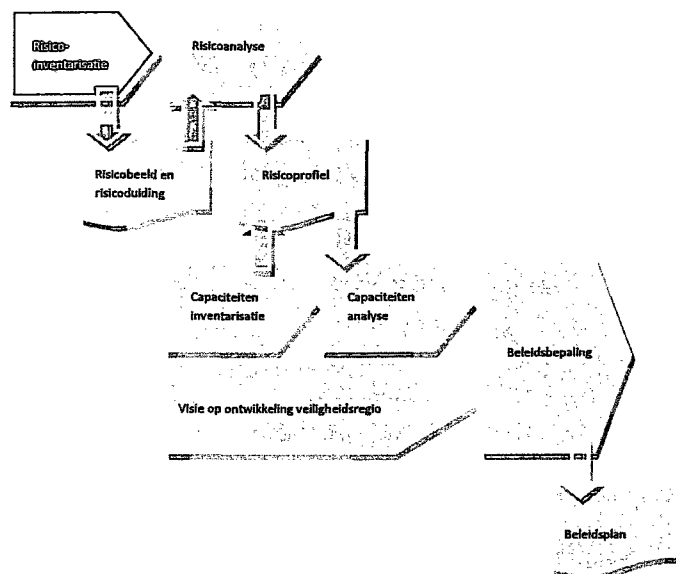 Risico-
inventarisatie
Risicoanalyse
Risicobeeld en
risicoduiding
Risicoprofiel
Capaciteiten
inventarisatie
Capaciteiten
analyse
Beleidsbepaling
Visie op ontwikkeling veiligheidsregio
Beleidsplan